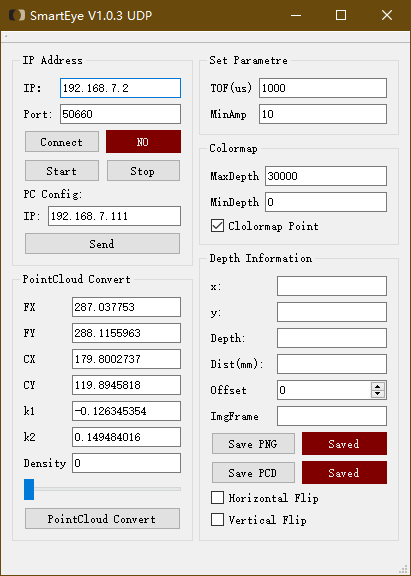 SmartEye V1.0.3 UDP
IP Address
IP: 192.168.7.2
Port: 50660
Connect NO
Start Stop
PC Config:
IP: 192.168.7.111
Send
PointCloud Convert
FX 287.037753
FY 288.1155963
CX 179.8002737
CY 119.8945818
k1 -0.126345354
k2 0.149484016
Density 0
PointCloud Convert
Set Parametre
TOF(us) 1000
MinAmp 10
Colormap
MaxDepth 30000
MinDepth 0
Clolormap Point
Depth Information
x:
y:
Depth:
Dist(mm):
Offset 0
ImgFrame
Save PNG Saved
Save PCD Saved
Horizontal Flip
Vertical Flip